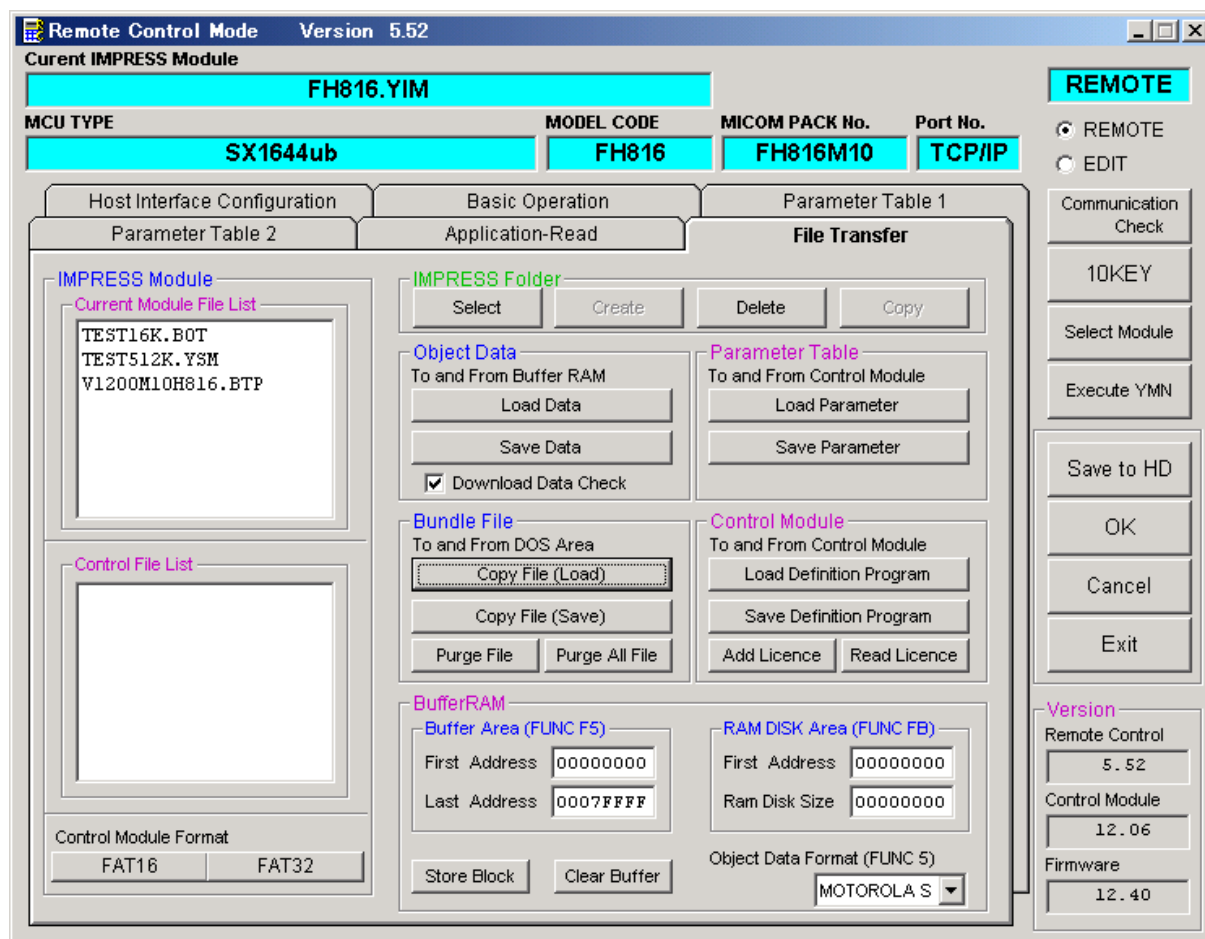 Remote Control Mode Version 5.52
Curent IMPRESS Module
FH816.YIM
REMOTE
MCU TYPE MODEL CODE MICOM PACK No. Port No.
SX1644ub FH816 FH816M10 TCP/IP
REMOTE
EDIT
Host Interface Configuration Basic Operation Parameter Table 1
Parameter Table 2 Application-Read File Transfer
Communication
Check
10KEY
Select Module
Execute YMN
Save to HD
OK
Cancel
Exit
IMPRESS Module
Current Module File List
TEST16K.BOT
TEST512K.YSM
V1200M10H816.BTP
Control File List
Control Module Format
FAT16 FAT32
IMPRESS Folder
Select Create Delete Copy
Object Data
To and From Buffer RAM
Load Data
Save Data
Download Data Check
Parameter Table
To and From Control Module
Load Parameter
Save Parameter
Bundle File
To and From DOS Area
Copy File (Load)
Copy File (Save)
Purge File Purge All File
Control Module
To and From Control Module
Load Definition Program
Save Definition Program
Add Licence Read Licence
BufferRAM
Buffer Area (FUNC F5)
First Address 00000000
Last Address 0007FFFF
RAM DISK Area (FUNC FB)
First Address 00000000
Ram Disk Size 00000000
Store Block Clear Buffer
Object Data Format (FUNC 5)
MOTOROLA S
Version
Remote Control
5.52
Control Module
12.06
Firmware
12.40